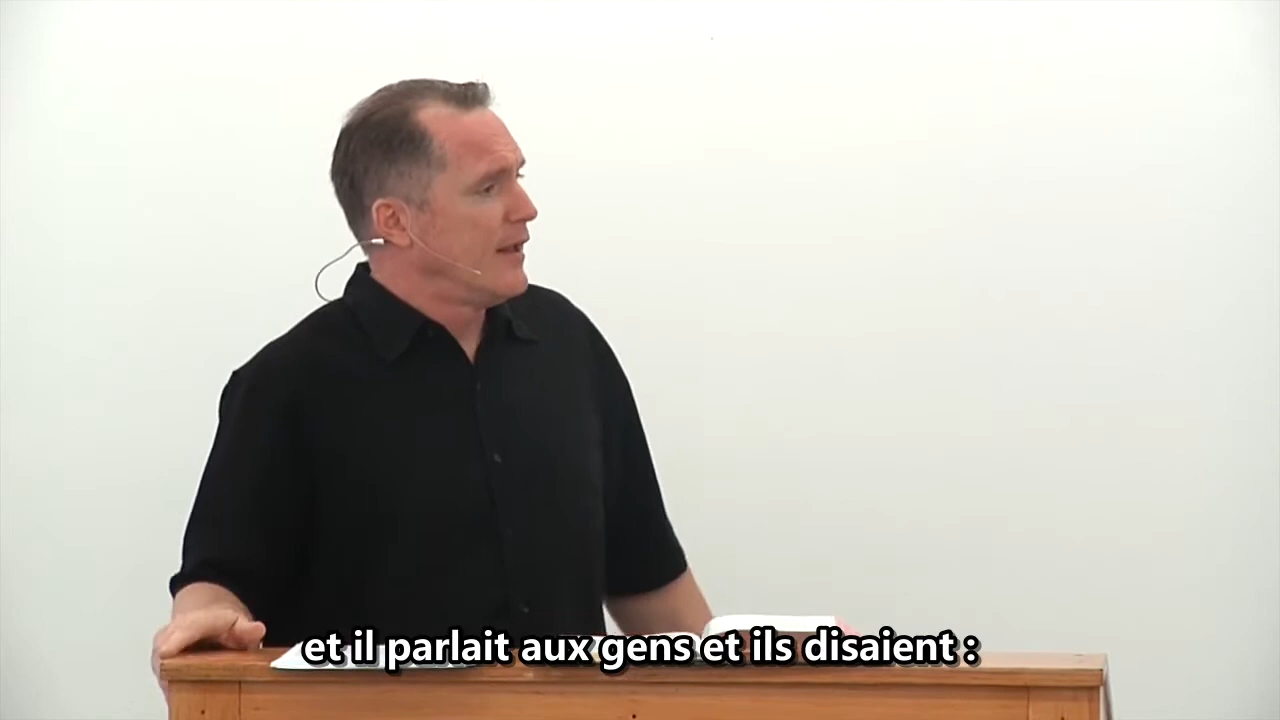 et il parlait aux gens et ils disaient :